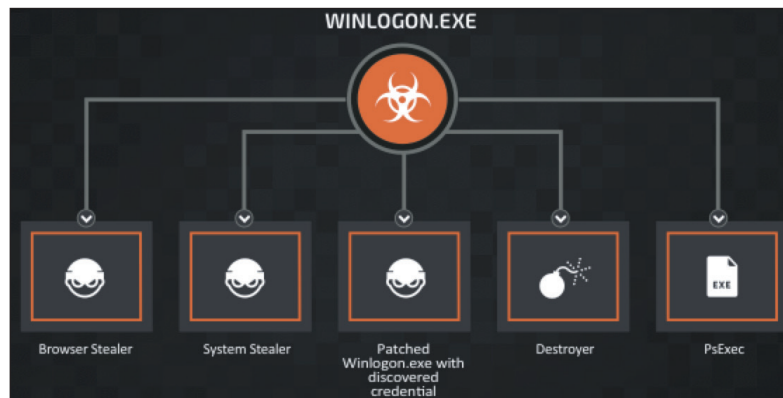 WINLOGON.EXE
EXE
Browser Stealer
System Stealer
Patched
Winlogon.exe with
discovered
credential
Destroyer
PsExec